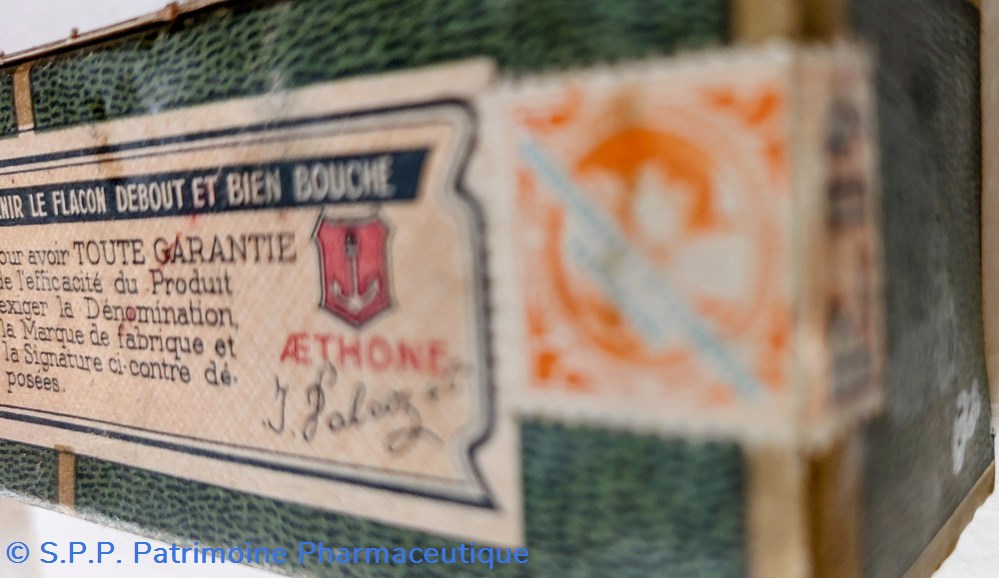 NIR LE FLACON DEBOUT ET BIEN BOUCHÉ
our avoir TOUTE GARANTIE
de l'efficacité du Produit
exiger la Dénomination,
la Marque de fabrique et
la Signature ci-contre dé-
posées.
ÆTHONE
© S.P.P. Patrimoine Pharmaceutique